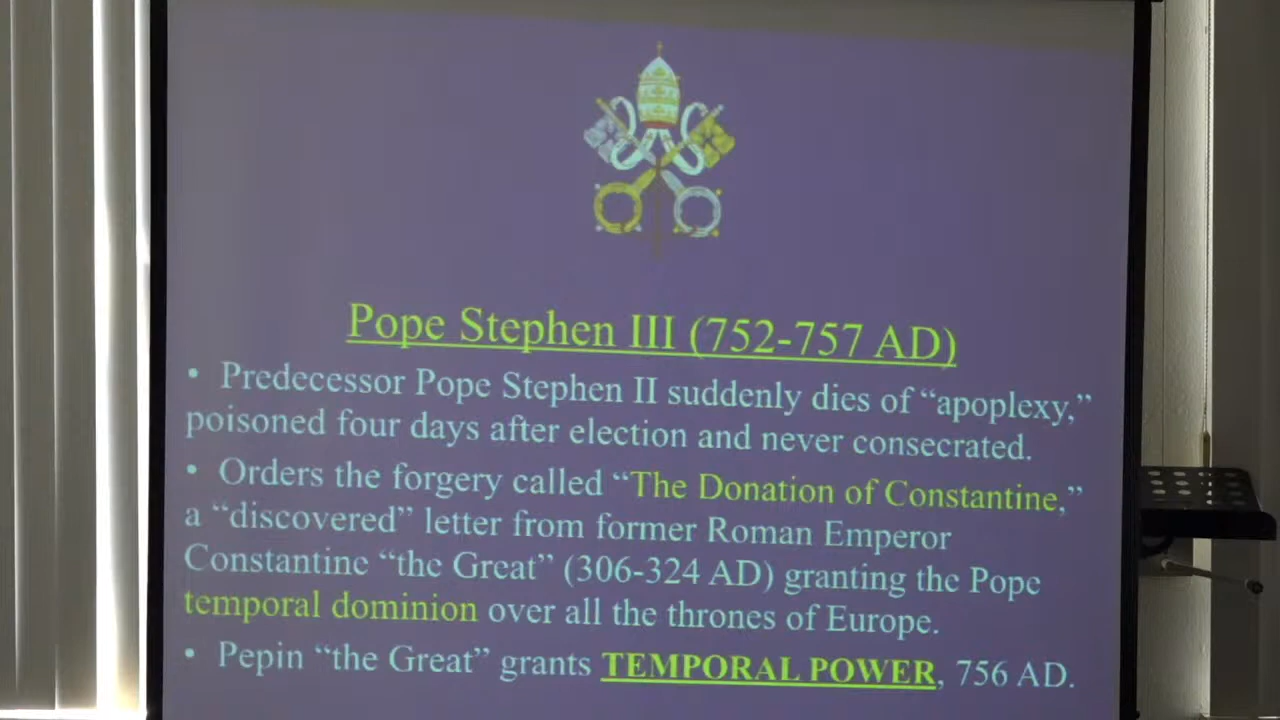 Pope Stephen III (752-757 AD)
• Predecessor Pope Stephen II suddenly dies of “apoplexy,”
poisoned four days after election and never consecrated.
• Orders the forgery called “The Donation of Constantine,”
a “discovered” letter from former Roman Emperor
Constantine “the Great” (306-324 AD) granting the Pope
temporal dominion over all the thrones of Europe.
• Pepin “the Great” grants TEMPORAL POWER, 756 AD.